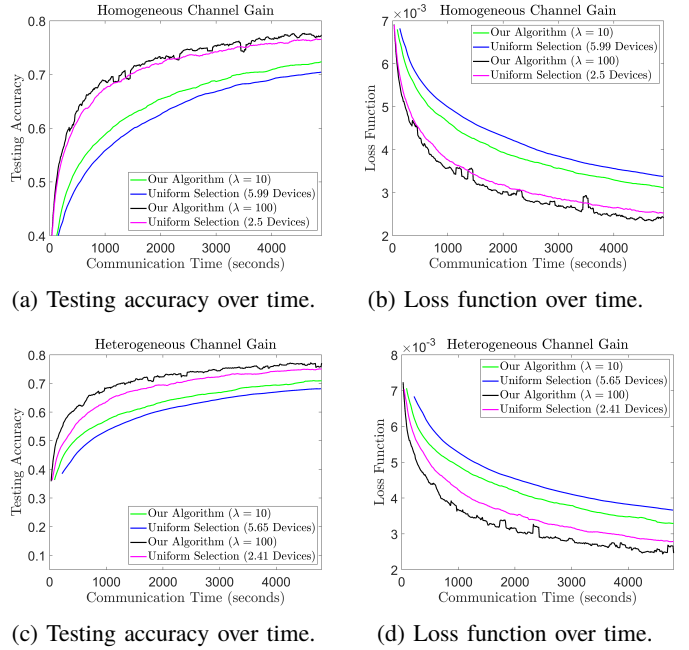 Homogeneous Channel Gain
Testing Accuracy
0.8
0.7
0.6
0.5
0.4
0
1000
2000
3000
4000
Our Algorithm (λ = 10)
Uniform Selection (5.99 Devices)
Our Algorithm (λ = 100)
Uniform Selection (2.5 Devices)
Communication Time (seconds)
(a) Testing accuracy over time.
Homogeneous Channel Gain
×10⁻³
Loss Function
7
6
5
4
3
2
0
1000
2000
3000
4000
Our Algorithm (λ = 10)
Uniform Selection (5.99 Devices)
Our Algorithm (λ = 100)
Uniform Selection (2.5 Devices)
Communication Time (seconds)
(b) Loss function over time.
Heterogeneous Channel Gain
Testing Accuracy
0.8
0.7
0.6
0.5
0.4
0.3
0.2
0.1
0
1000
2000
3000
4000
Our Algorithm (λ = 10)
Uniform Selection (5.65 Devices)
Our Algorithm (λ = 100)
Uniform Selection (2.41 Devices)
Communication Time (seconds)
(c) Testing accuracy over time.
Heterogeneous Channel Gain
×10⁻³
Loss Function
8
7
6
5
4
3
2
0
1000
2000
3000
4000
Our Algorithm (λ = 10)
Uniform Selection (5.65 Devices)
Our Algorithm (λ = 100)
Uniform Selection (2.41 Devices)
Communication Time (seconds)
(d) Loss function over time.